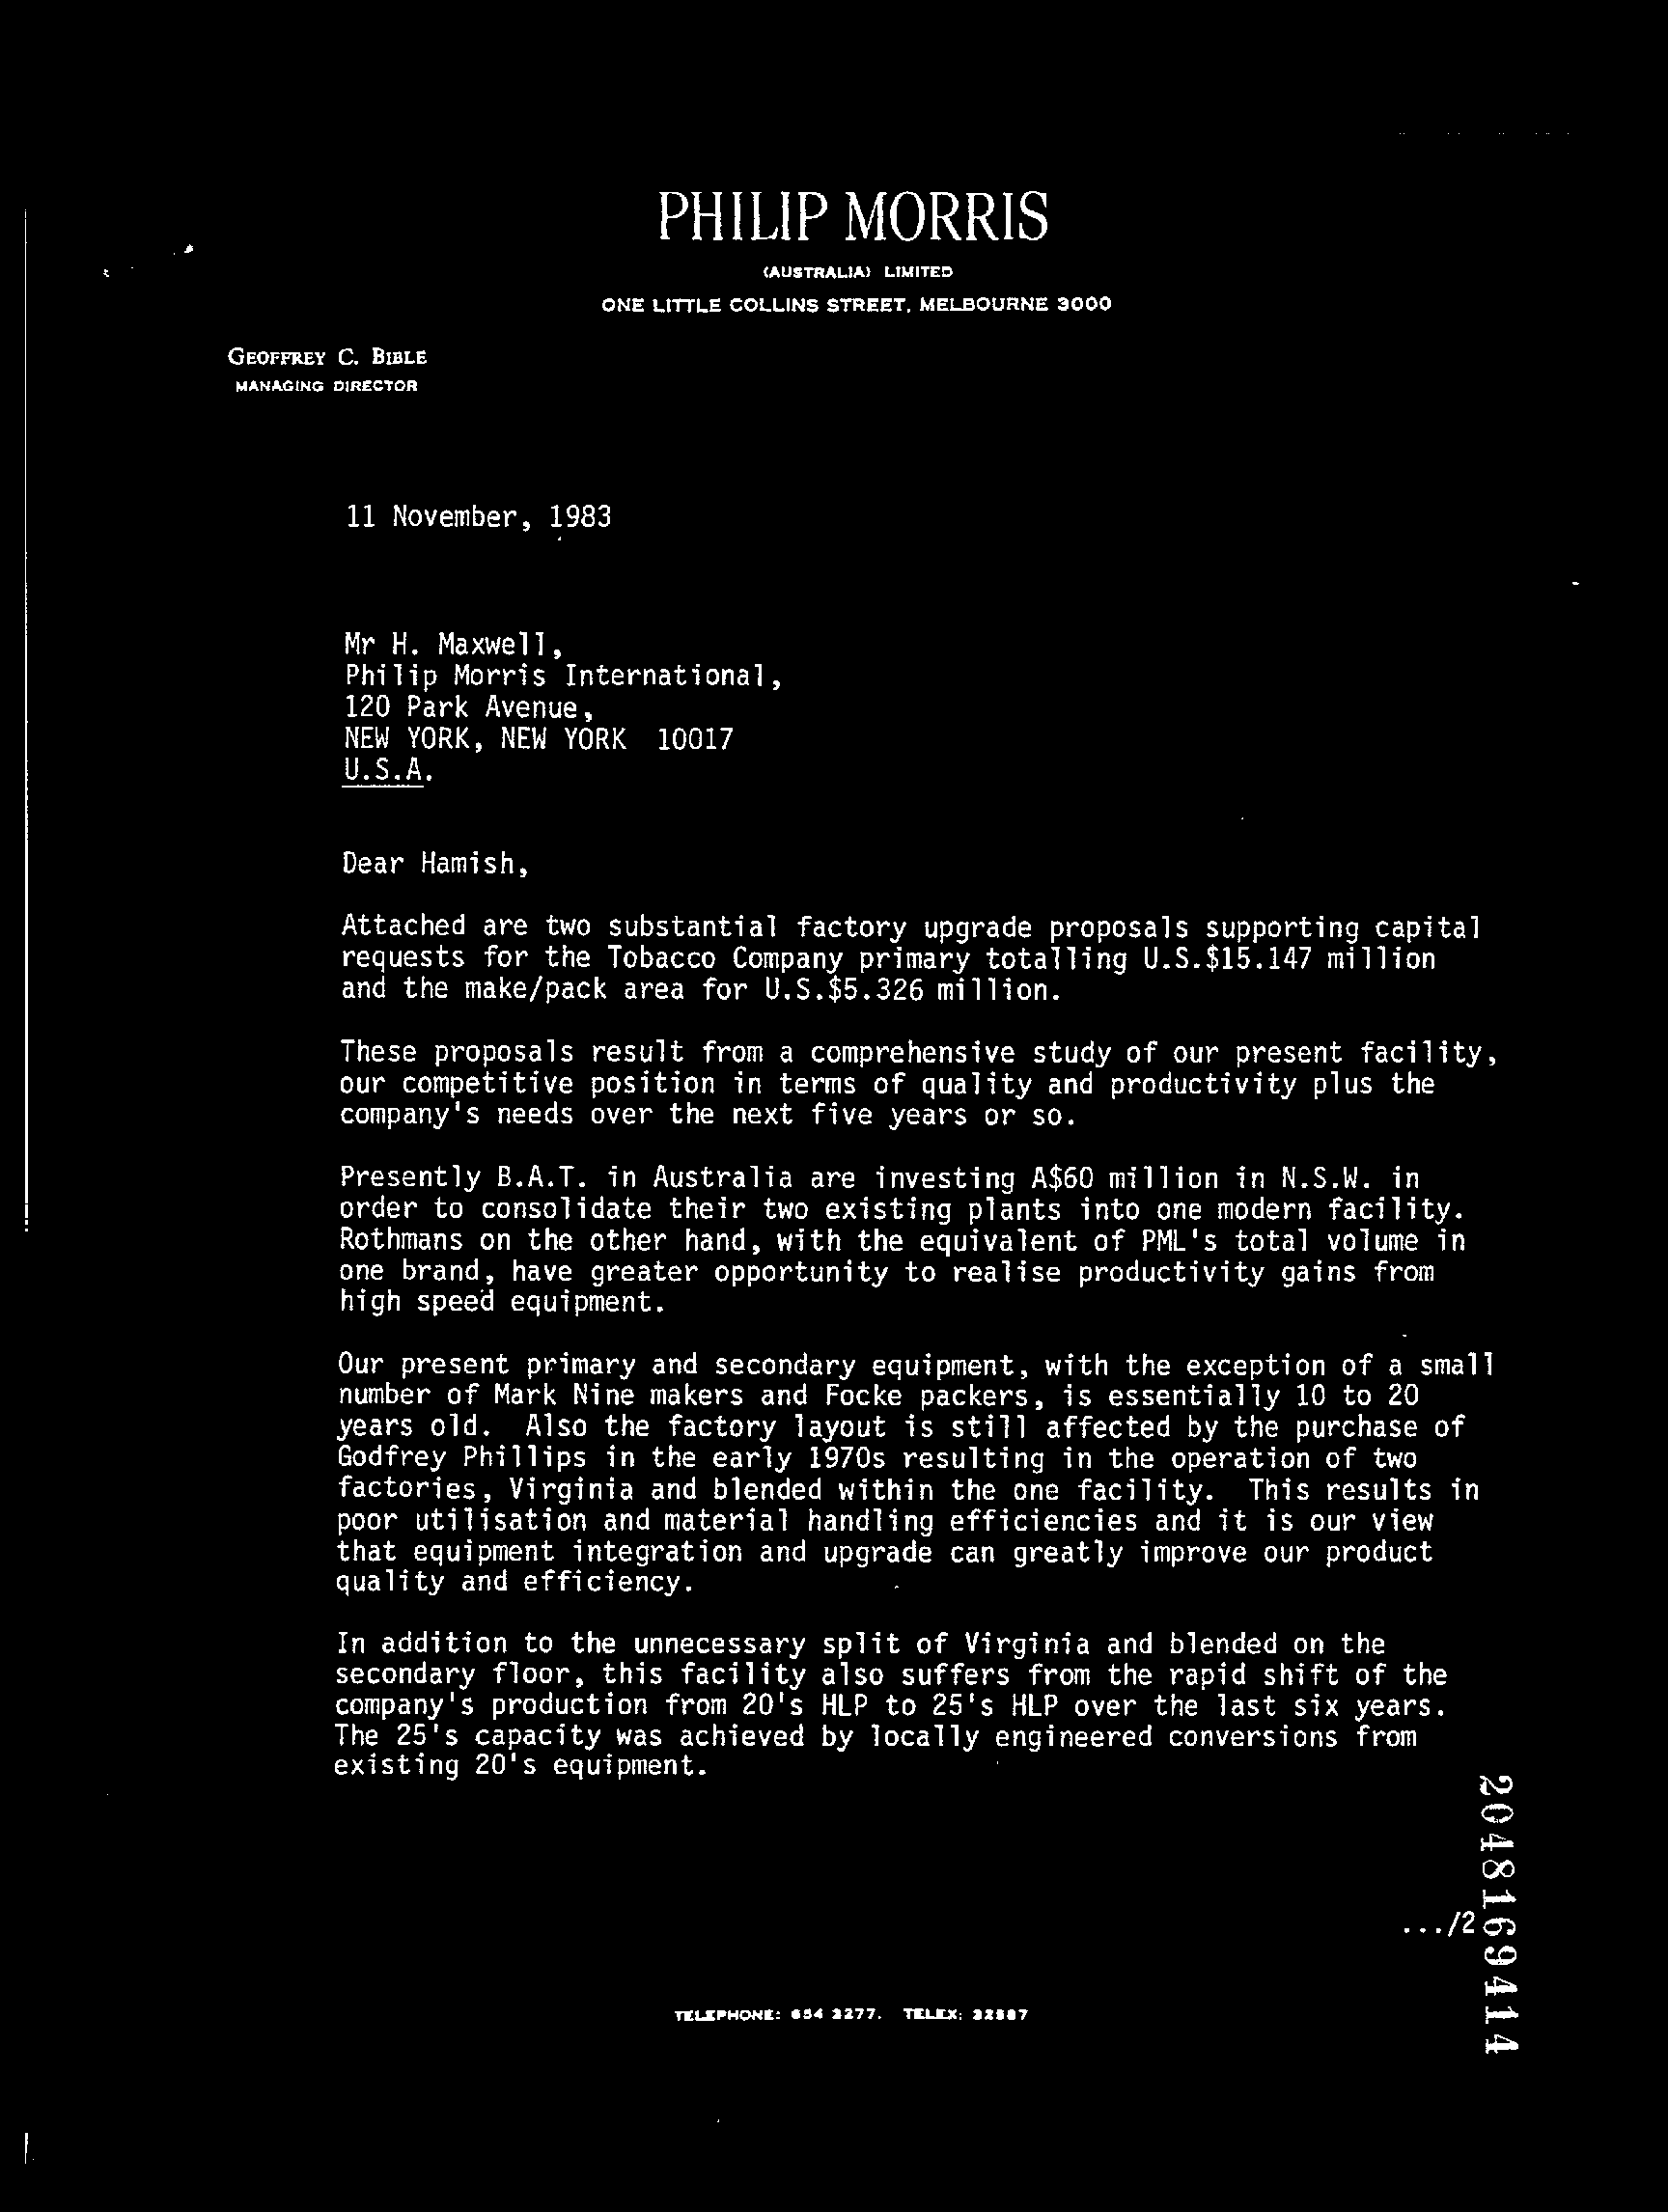 PHILIP MORRIS
(AUSTRALIA) LIMITED
ONE LITTLE COLLINS STREET, MELBOURNE 3000
GEOFFREY C. BIBLE
MANAGING DIRECTOR
11 November, 1983
Mr H. Maxwell,
Philip Morris International,
120 Park Avenue,
NEW YORK, NEW YORK 10017
U.S.A.
Dear Hamish,
Attached are two substantial factory upgrade proposals supporting capital
requests for the Tobacco Company primary totalling U.S.$15.147 million
and the make/pack area for U.S.$5.326 million.
These proposals result from a comprehensive study of our present facility,
our competitive position in terms of quality and productivity plus the
company's needs over the next five years or so.
Presently B.A.T. in Australia are investing A$60 million in N.S.W. in
order to consolidate their two existing plants into one modern facility.
Rothmans on the other hand, with the equivalent of PML's total volume in
one brand, have greater opportunity to realise productivity gains from
high speed equipment.
Our present primary and secondary equipment, with the exception of a small
number of Mark Nine makers and Focke packers, is essentially 10 to 20
years old. Also the factory layout is still affected by the purchase of
Godfrey Phillips in the early 1970s resulting in the operation of two
factories, Virginia and blended within the one facility. This results in
poor utilisation and material handling efficiencies and it is our view
that equipment integration and upgrade can greatly improve our product
quality and efficiency.
In addition to the unnecessary split of Virginia and blended on the
secondary floor, this facility also suffers from the rapid shift of the
company's production from 20's HLP to 25's HLP over the last six years.
The 25's capacity was achieved by locally engineered conversions from
existing 20's equipment.
.../2
2048169414
TELEPHONE: 654 TELEX: